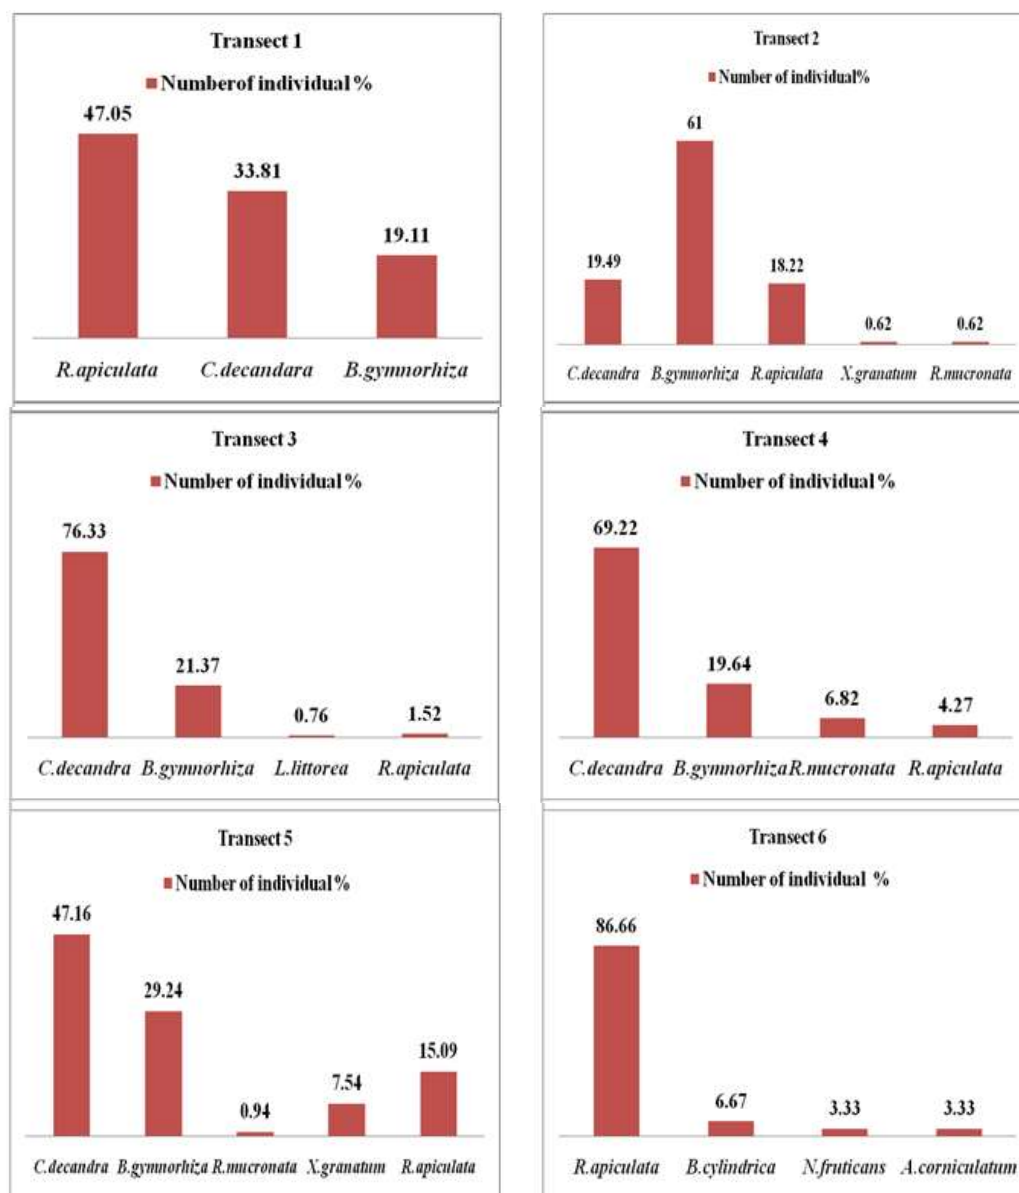 Transect 1
Numberof individual %
47.05
33.81
19.11
R.apiculata C.decandara B.gymnorhiza
Transect 2
Number of individual%
61
19.49
18.22
0.62 0.62
C.decandra B.gymnorhiza R.apiculata X.granatum R.mucronata
Transect 3
Number of individual %
76.33
21.37
0.76 1.52
C.decandra B.gymnorhiza L.littorea R.apiculata
Transect 4
Number of individual %
69.22
19.64
6.82
4.27
C.decandra B.gymnorhiza R.mucronata R.apiculata
Transect 5
Number of individual %
47.16
29.24
15.09
7.54
0.94
C.decandra B.gymnorhiza R.mucronata X.granatum R.apiculata
Transect 6
Number of individual %
86.66
6.67
3.33 3.33
R.apiculata B.cylindrica N.fruticans A.corniculatum